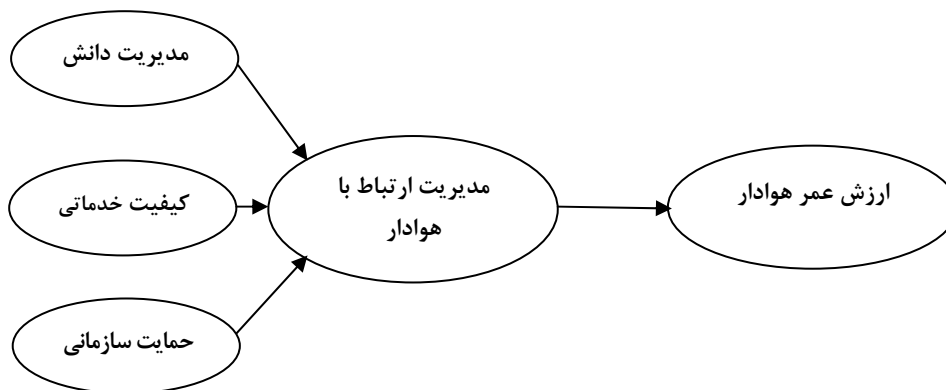 مدیریت دانش
کیفیت خدماتی
حمایت سازمانی
مدیریت ارتباط با
هوادار
ارزش عمر هوادار